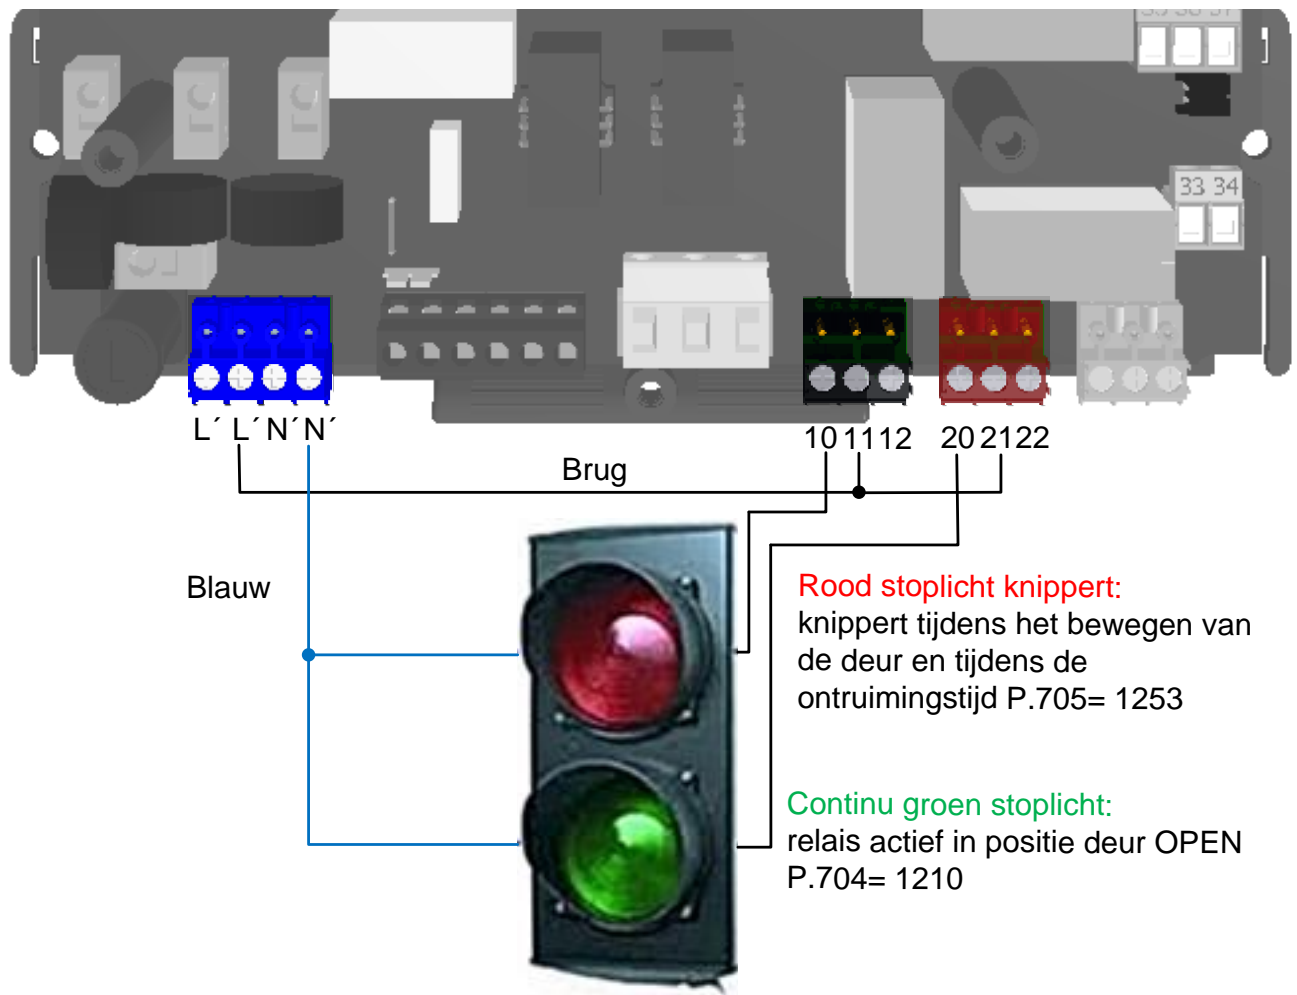 33 34
L´ L´ N´ N´
10 11 12
20 21 22
Brug
Blauw
Rood stoplicht knippert:
knippert tijdens het bewegen van
de deur en tijdens de
ontruimingstijd P.705= 1253
Continu groen stoplicht:
relais actief in positie deur OPEN
P.704= 1210